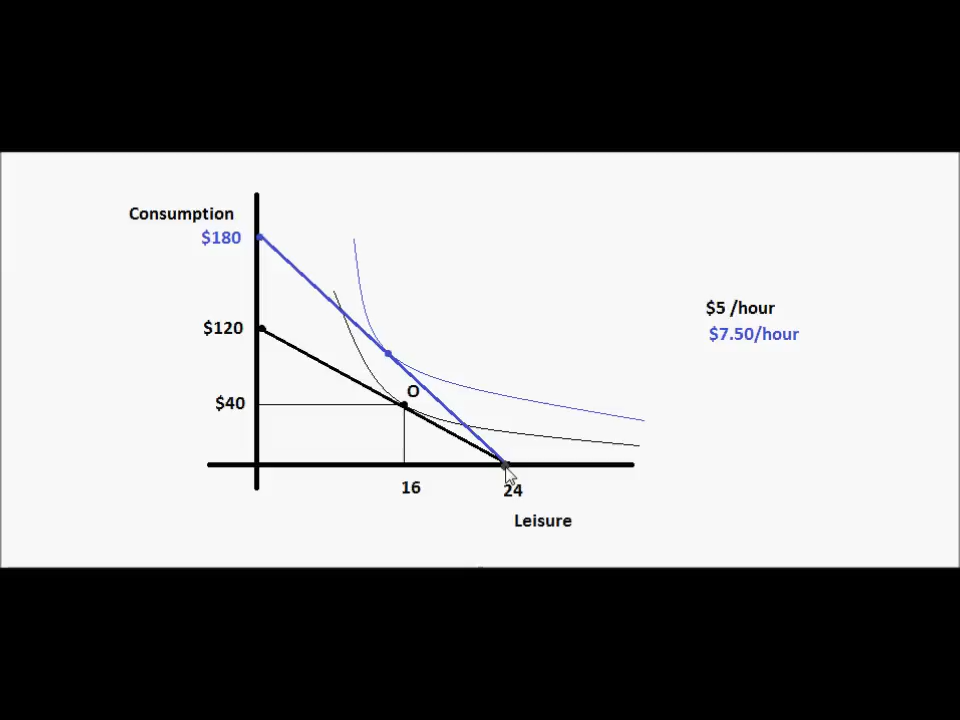 Consumption
$180
$120
$40
O
16
24
Leisure
$5 /hour
$7.50/hour